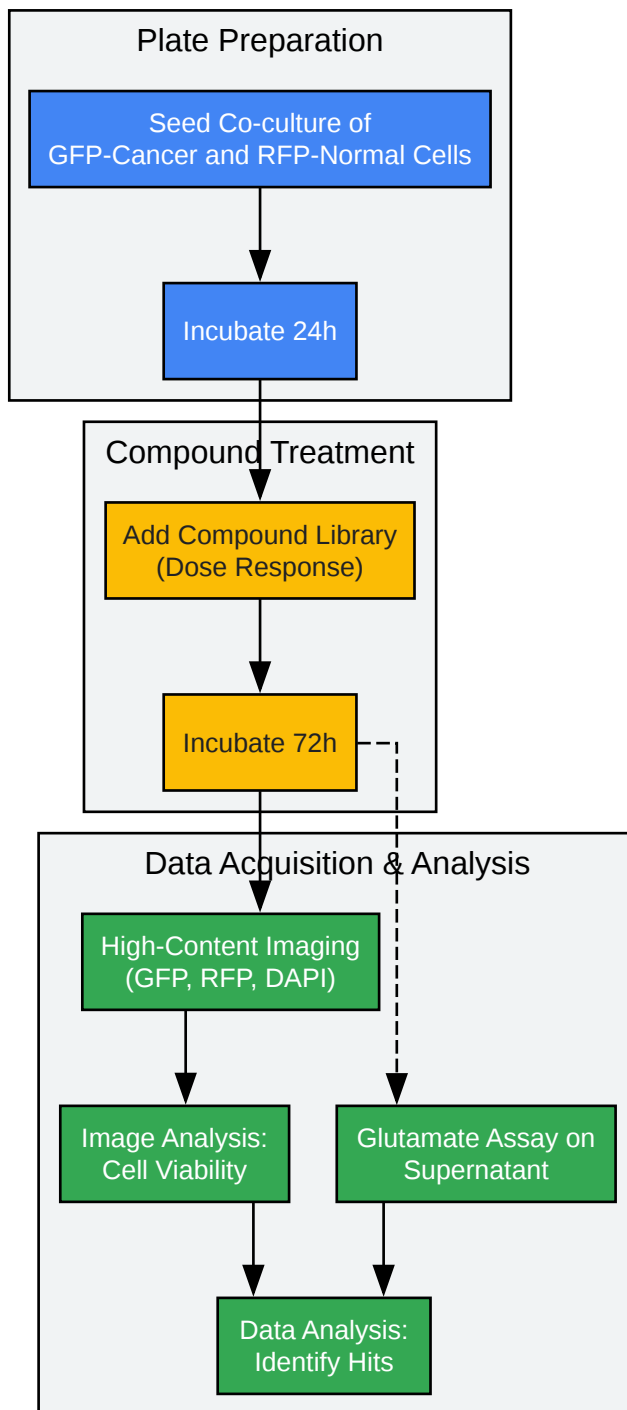 Plate Preparation
Seed Co-culture of
GFP-Cancer and RFP-Normal Cells
Incubate 24h
Compound Treatment
Add Compound Library
(Dose Response)
Incubate 72h
Data Acquisition & Analysis
High-Content Imaging
(GFP, RFP, DAPI)
Image Analysis:
Cell Viability
Glutamate Assay on
Supernatant
Data Analysis:
Identify Hits